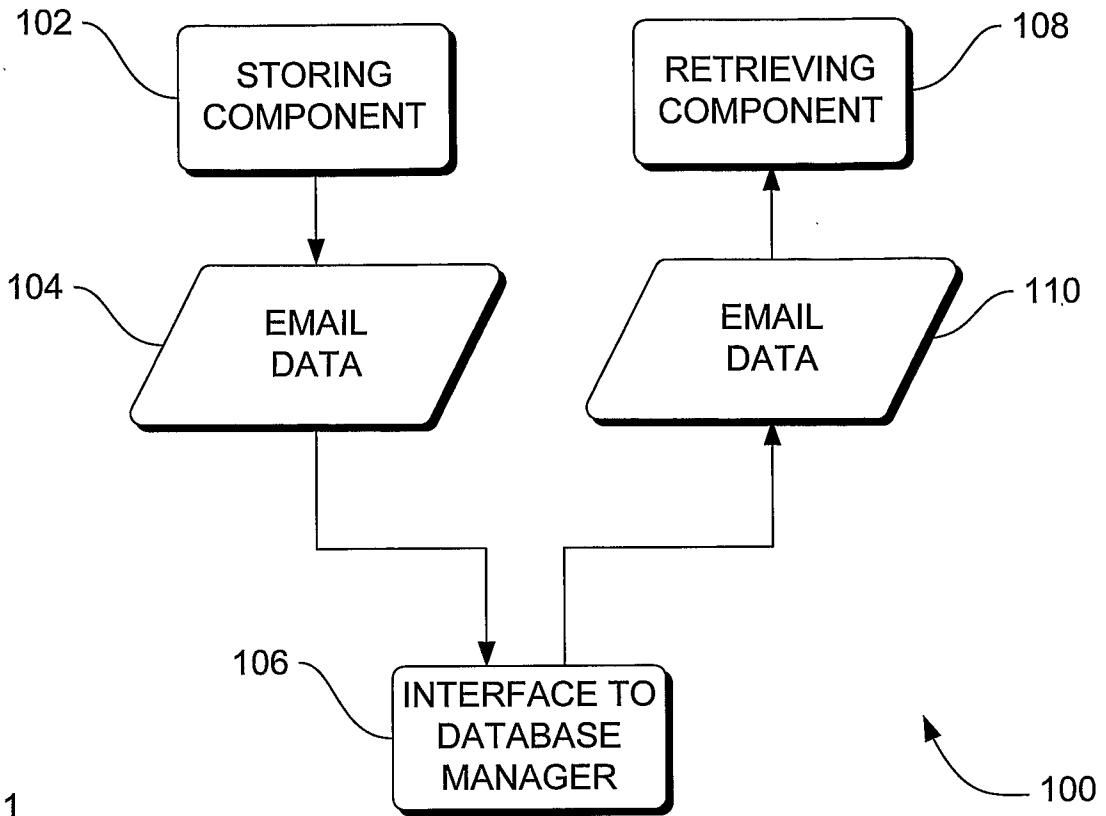 102
STORING
COMPONENT
108
RETRIEVING
COMPONENT
104
EMAIL
DATA
110
EMAIL
DATA
106
INTERFACE TO
DATABASE
MANAGER
100
1